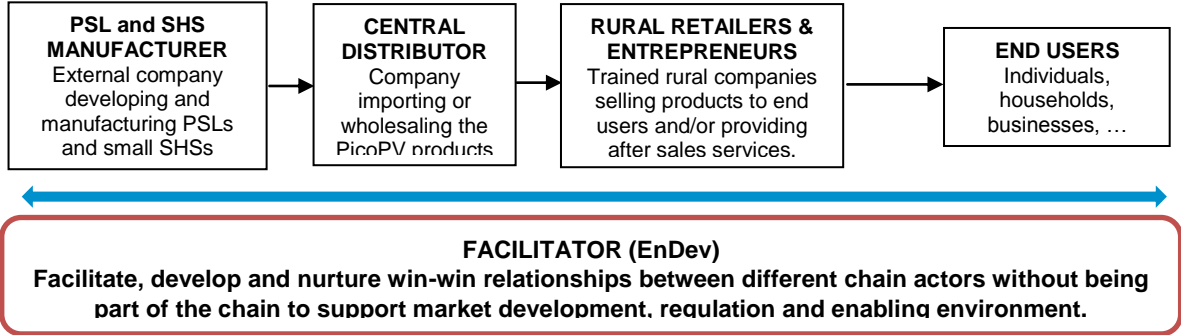 PSL and SHS
MANUFACTURER
External company
developing and
manufacturing PSLs
and small SHSs
CENTRAL
DISTRIBUTOR
Company
importing or
wholesaling the
PicoPV products
RURAL RETAILERS &
ENTREPRENEURS
Trained rural companies
selling products to end
users and/or providing
after sales services.
END USERS
Individuals,
households,
businesses, …
FACILITATOR (EnDev)
Facilitate, develop and nurture win-win relationships between different chain actors without being
part of the chain to support market development, regulation and enabling environment.